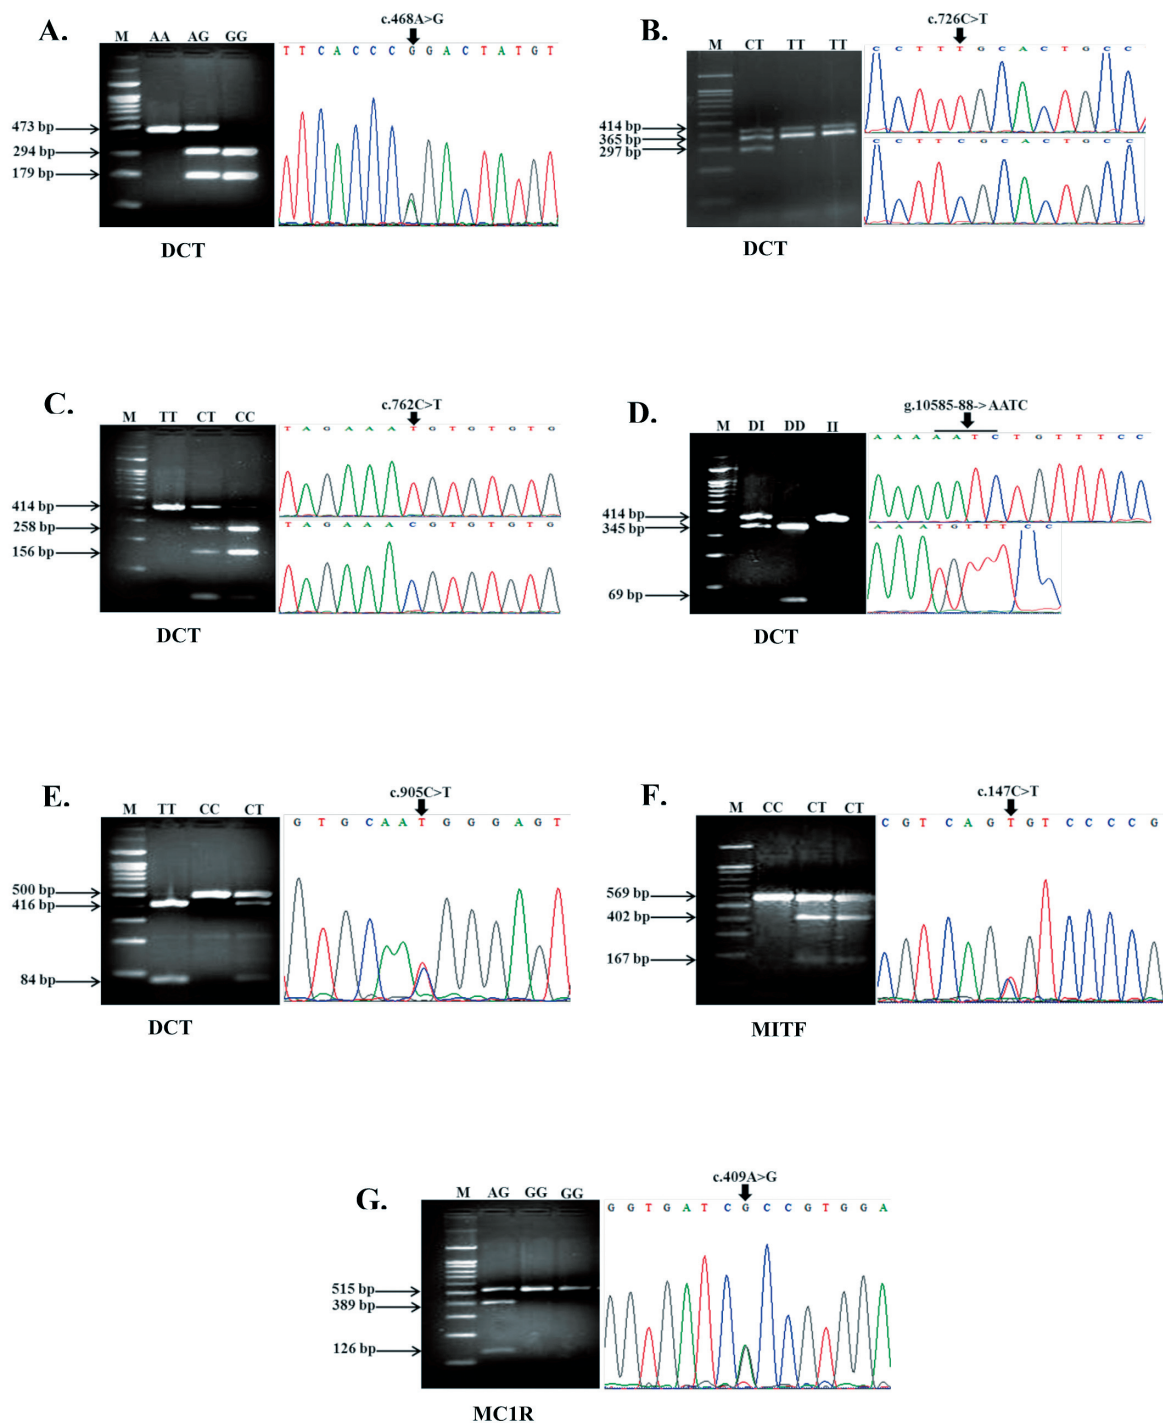 A.
c.468A>G
M AA AG GG
T T C A C C C G G A C T A T G T
473 bp
294 bp
179 bp
DCT
B.
c.726C>T
M CT TT TT
C C T T T G C A C T G C C
414 bp
365 bp
297 bp
C C T T C G C A C T G C C
DCT
C.
c.762C>T
M TT CT CC
T A G A A A T G T G T G T G
414 bp
258 bp
156 bp
T A G A A A C G T G T G T G
DCT
D.
g.10585-88->AATC
M DI DD II
A A A A A T C T G T T T C C
414 bp
345 bp
69 bp
A A A T G T T T C C
DCT
E.
c.905C>T
M TT CC CT
G T G C A A T G G G A G T
500 bp
416 bp
84 bp
DCT
F.
c.147C>T
M CC CT CT
C G T C A G T G T C C C C G
569 bp
402 bp
167 bp
MITF
G.
c.409A>G
M AG GG GG
G G T G A T C G C C G T G G A
515 bp
389 bp
126 bp
MC1R